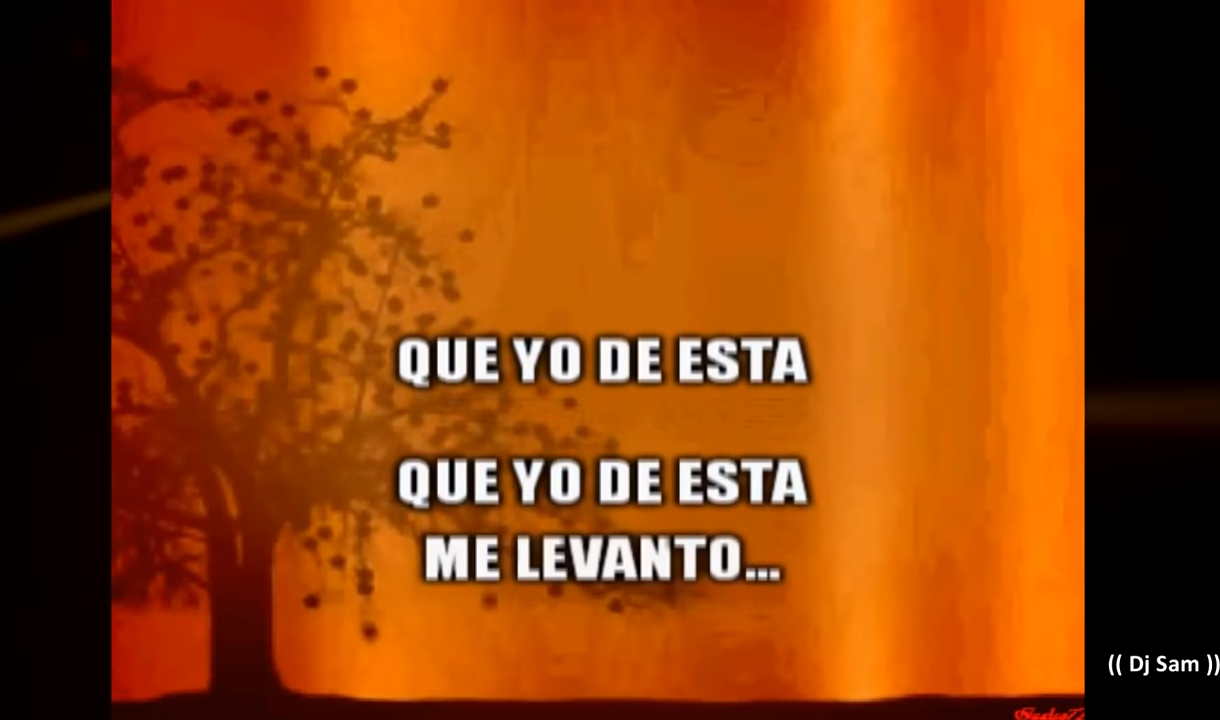 QUE YO DE ESTA
QUE YO DE ESTA
ME LEVANTO...
(( Dj Sam ))